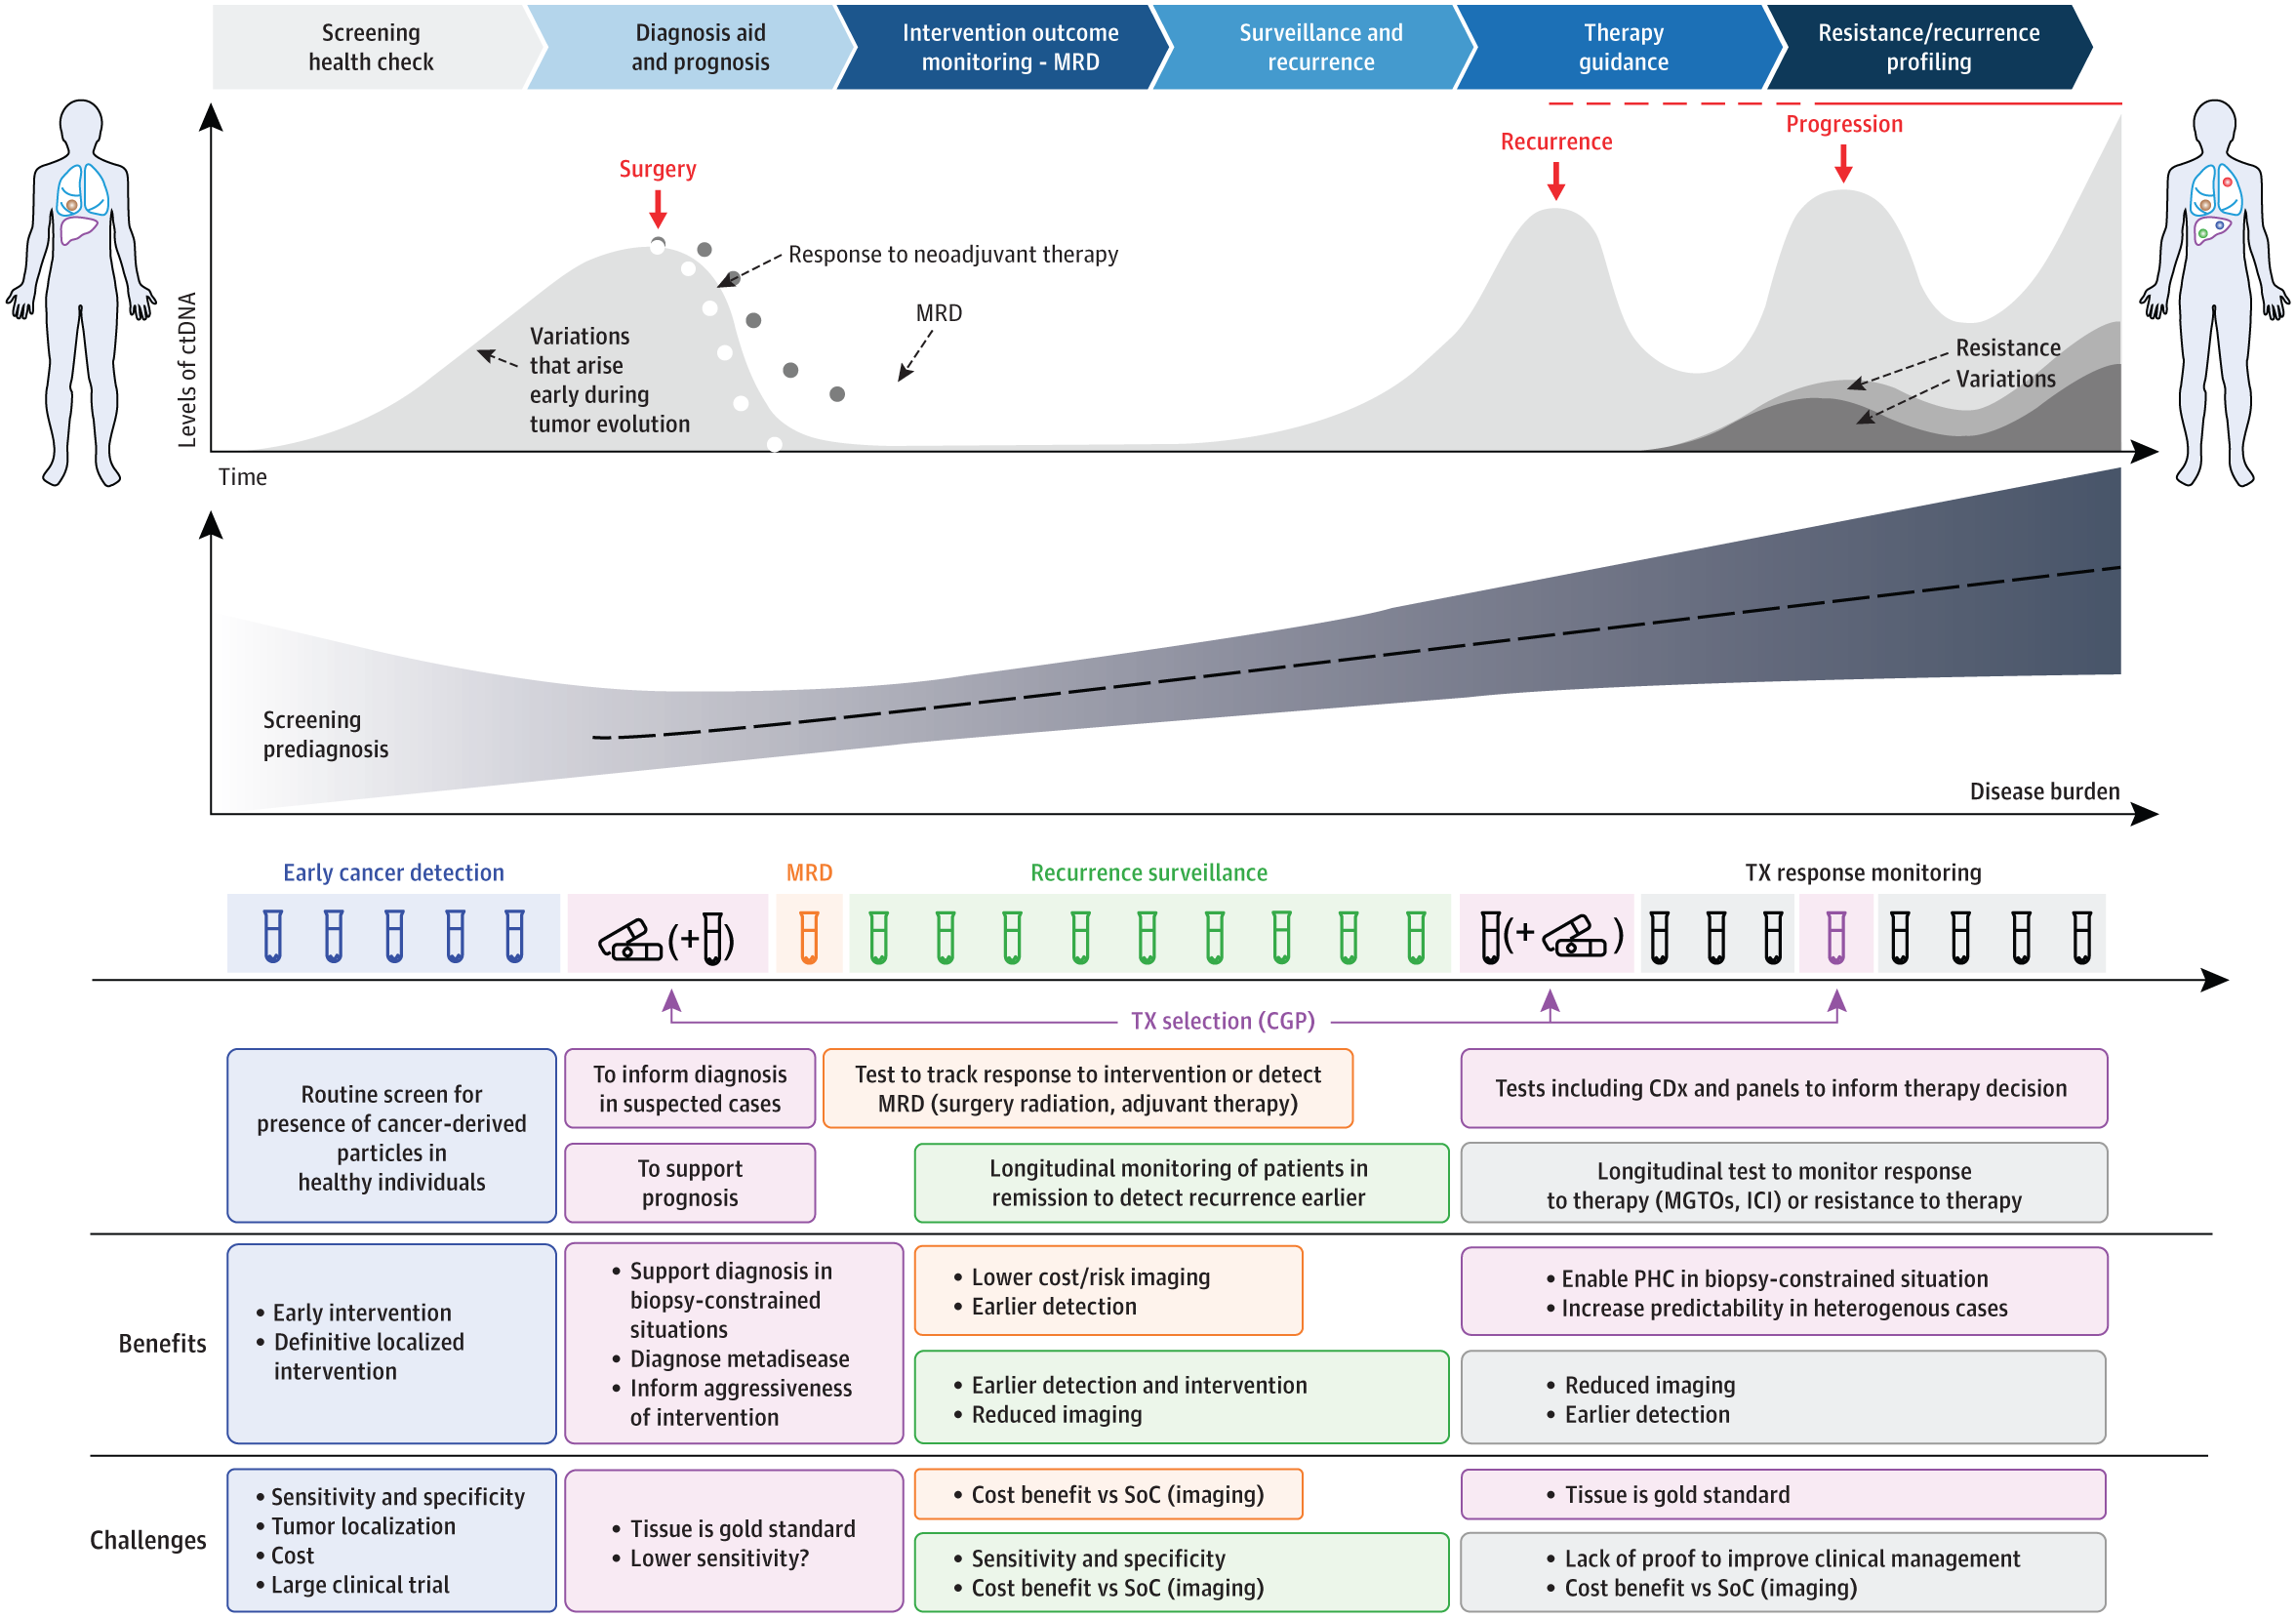 Screening
health check
Diagnosis aid
and prognosis
Intervention outcome
monitoring - MRD
Surveillance and
recurrence
Therapy
guidance
Resistance/recurrence
profiling
Levels of ctDNA
Surgery
Recurrence
Progression
Response to neoadjuvant therapy
MRD
Variations
that arise
early during
tumor evolution
Resistance
Variations
Time
Screening
prediagnosis
Disease burden
Early cancer detection
MRD
Recurrence surveillance
TX response monitoring
(+ )
(+ )
TX selection (CGP)
Routine screen for
presence of cancer-derived
particles in
healthy individuals
To inform diagnosis
in suspected cases
To support
prognosis
Test to track response to intervention or detect
MRD (surgery radiation, adjuvant therapy)
Longitudinal monitoring of patients in
remission to detect recurrence earlier
Tests including CDx and panels to inform therapy decision
Longitudinal test to monitor response
to therapy (MGTOs, ICI) or resistance to therapy
Benefits
• Early intervention
• Definitive localized
intervention
• Support diagnosis in
biopsy-constrained
situations
• Diagnose metadisease
• Inform aggressiveness
of intervention
• Lower cost/risk imaging
• Earlier detection
• Earlier detection and intervention
• Reduced imaging
• Enable PHC in biopsy-constrained situation
• Increase predictability in heterogenous cases
• Reduced imaging
• Earlier detection
Challenges
• Sensitivity and specificity
• Tumor localization
• Cost
• Large clinical trial
• Tissue is gold standard
• Lower sensitivity?
• Cost benefit vs SoC (imaging)
• Sensitivity and specificity
• Cost benefit vs SoC (imaging)
• Tissue is gold standard
• Lack of proof to improve clinical management
• Cost benefit vs SoC (imaging)